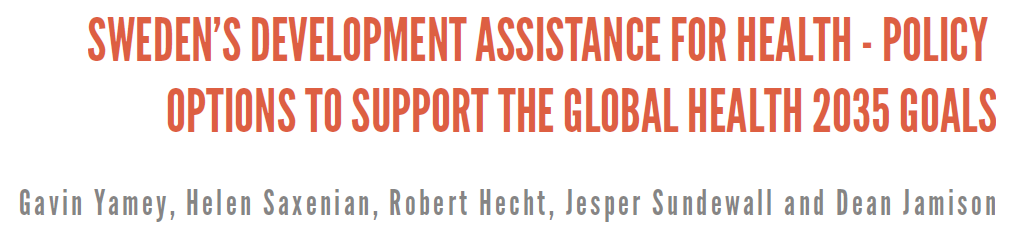 SWEDEN'S DEVELOPMENT ASSISTANCE FOR HEALTH - POLICY
OPTIONS TO SUPPORT THE GLOBAL HEALTH 2035 GOALS
Gavin Yamey, Helen Saxenian, Robert Hecht, Jesper Sundewall and Dean Jamison